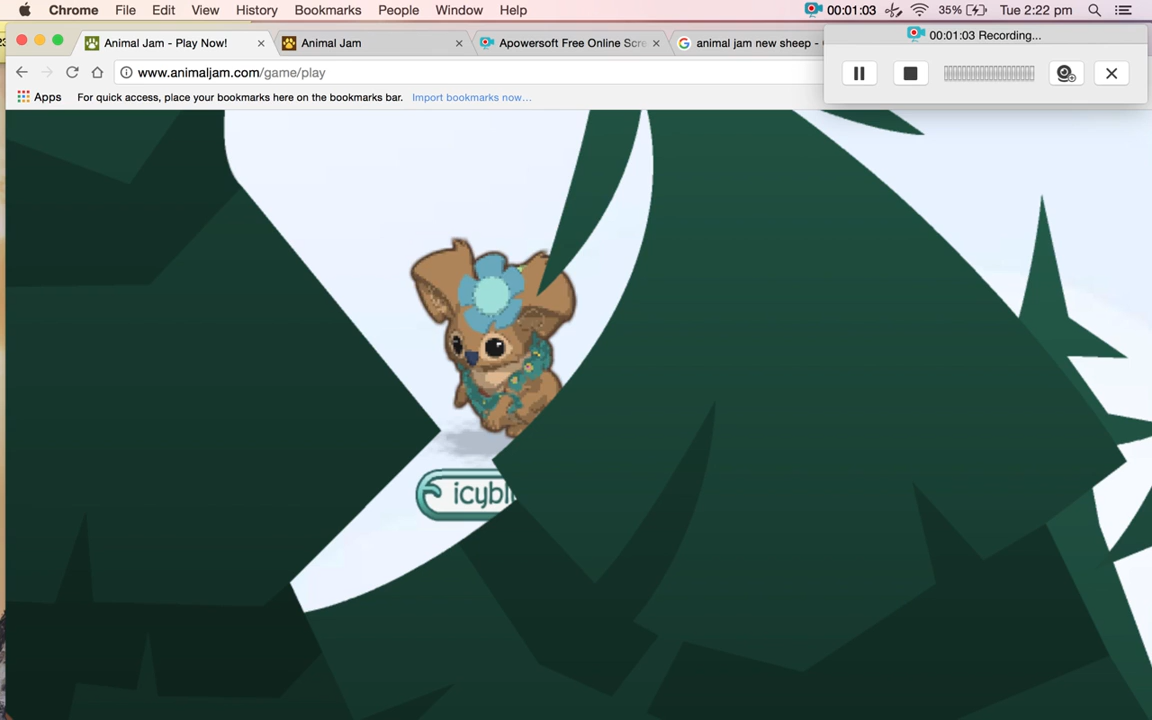 Chrome File Edit View History Bookmarks People Window Help 00:01:03 35% Tue 2:22 pm
Animal Jam - Play Now! Animal Jam Apowersoft Free Online Scre animal jam new sheep - 00:01:03 Recording...
www.animaljam.com/game/play
Apps For quick access, place your bookmarks here on the bookmarks bar. Import bookmarks now...
icybl